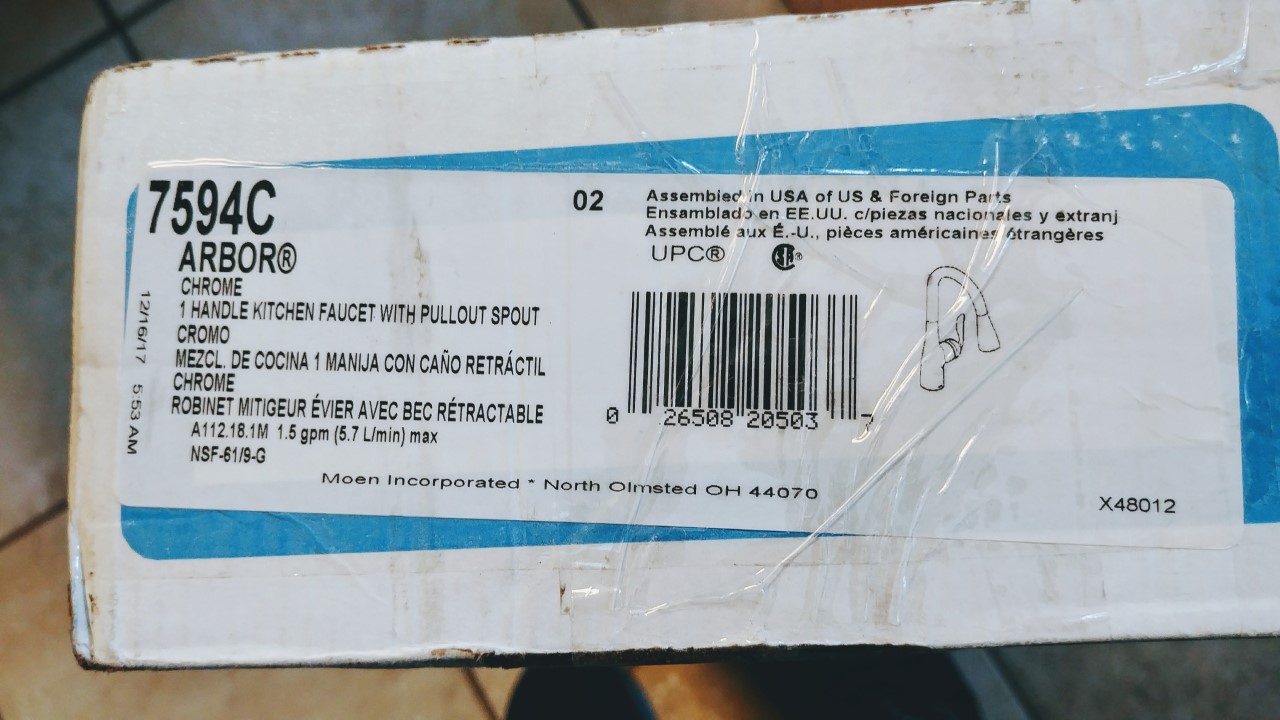 7594C
ARBOR®
CHROME
1 HANDLE KITCHEN FAUCET WITH PULLOUT SPOUT
CROMO
MEZCL. DE COCINA 1 MANIJA CON CAÑO RETRÁCTIL
CHROME
ROBINET MITIGEUR ÉVIER AVEC BEC RÉTRACTABLE
A112.18.1M 1.5 gpm (5.7 L/min) max
NSF-61/9-G
12/16/17 5:53 AM
02
Assembled in USA of US & Foreign Parts
Ensamblado en EE.UU. c/piezas nacionales y extranj
Assemblé aux É.-U., pièces américaines étrangères
UPC® SA®
0 26508 20503 7
Moen Incorporated * North Olmsted OH 44070
X48012